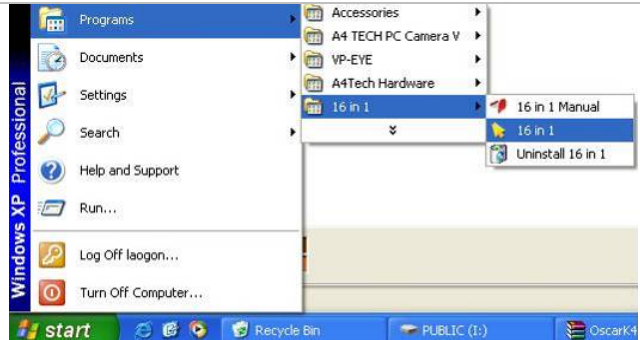 Programs
Documents
Settings
Search
Help and Support
Run...
Log Off laogon...
Turn Off Computer...
Windows XP Professional
Accessories
A4 TECH PC Camera V
VP-EYE
A4Tech Hardware
16 in 1
16 in 1 Manual
16 in 1
Uninstall 16 in 1
start
Recycle Bin
PUBLIC (I:)
OscarK4